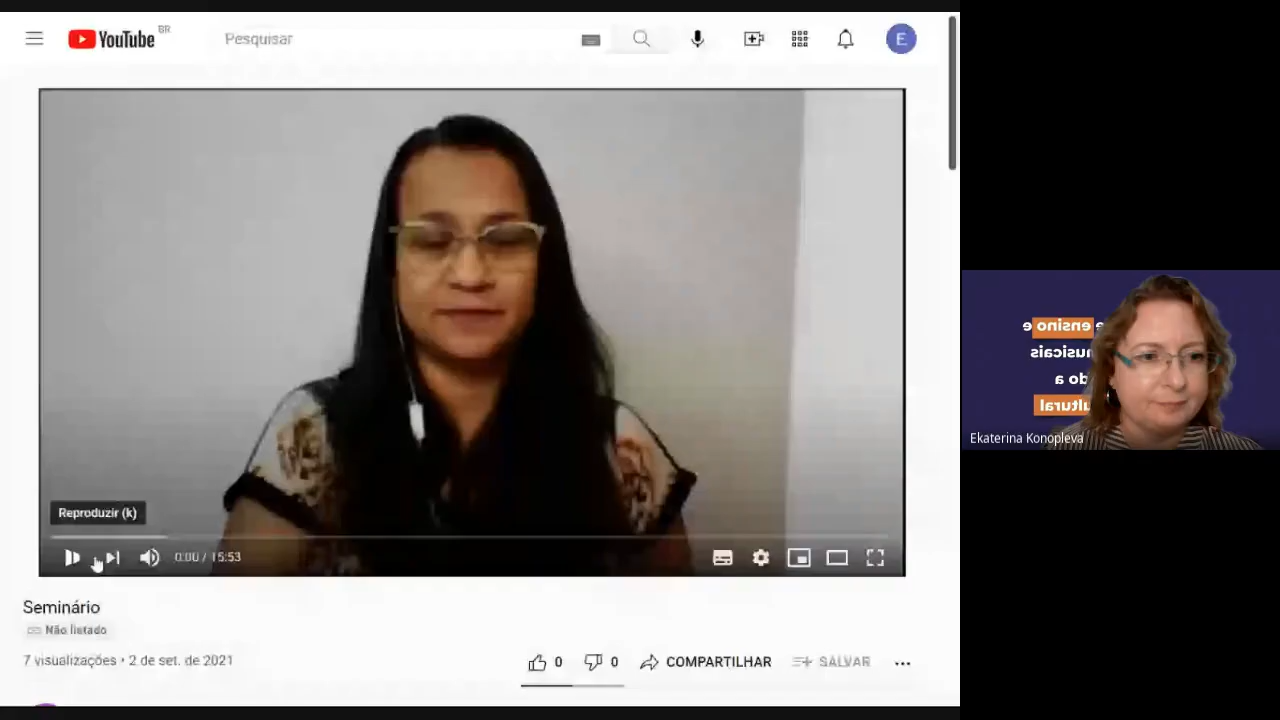 YouTube BR
Pesquisar
E
Reproduzir (k)
0:00 / 15:53
Seminário
Não listado
7 visualizações • 2 de set. de 2021
0
0
COMPARTILHAR
SALVAR
e ensino e
musicais
do a
ultural
Ekaterina Konopleva